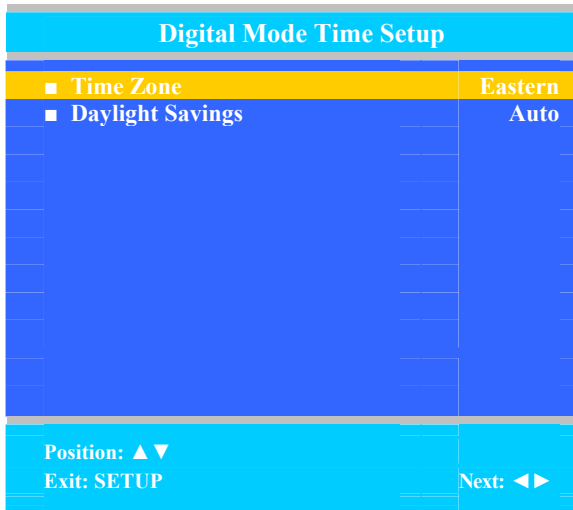 Digital Mode Time Setup
■ Time Zone Eastern
■ Daylight Savings Auto
Position: ▲▼
Exit: SETUP Next: ◄►